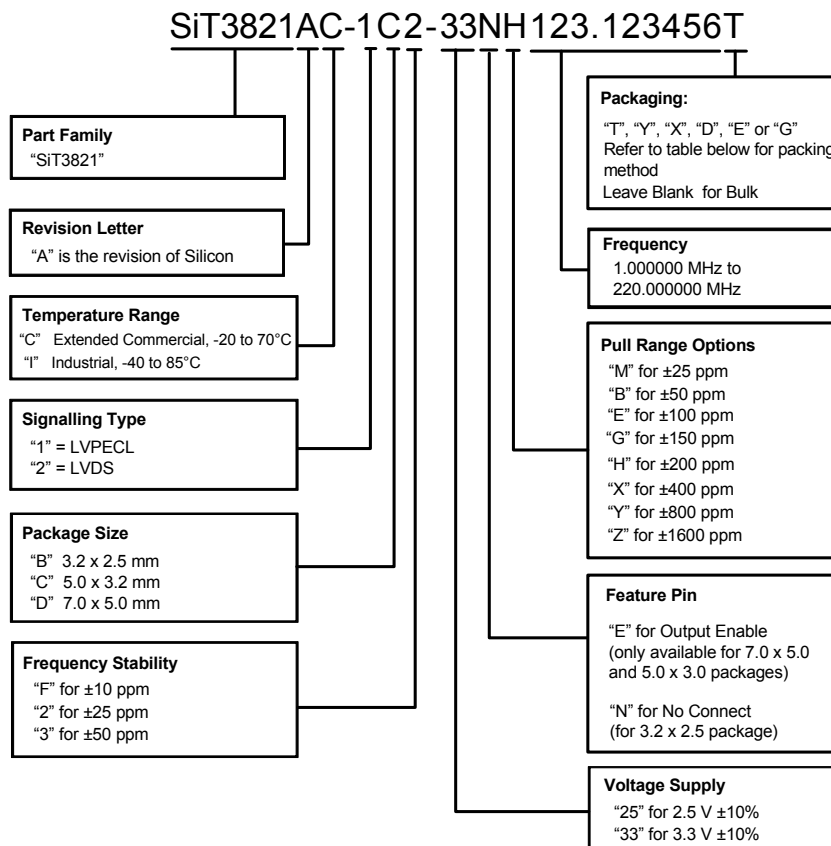 SiT3821AC-1C2-33NH123.123456T
Part Family
“SiT3821”
Revision Letter
“A” is the revision of Silicon
Temperature Range
“C” Extended Commercial, -20 to 70°C
“I” Industrial, -40 to 85°C
Signalling Type
“1” = LVPECL
“2” = LVDS
Package Size
“B” 3.2 x 2.5 mm
“C” 5.0 x 3.2 mm
“D” 7.0 x 5.0 mm
Frequency Stability
“F” for ±10 ppm
“2” for ±25 ppm
“3” for ±50 ppm
Packaging:
“T”, “Y”, “X”, “D”, “E” or “G”
Refer to table below for packing
method
Leave Blank for Bulk
Frequency
1.000000 MHz to
220.000000 MHz
Pull Range Options
“M” for ±25 ppm
“B” for ±50 ppm
“E” for ±100 ppm
“G” for ±150 ppm
“H” for ±200 ppm
“X” for ±400 ppm
“Y” for ±800 ppm
“Z” for ±1600 ppm
Feature Pin
“E” for Output Enable
(only available for 7.0 x 5.0
and 5.0 x 3.0 packages)
“N” for No Connect
(for 3.2 x 2.5 package)
Voltage Supply
“25” for 2.5 V ±10%
“33” for 3.3 V ±10%